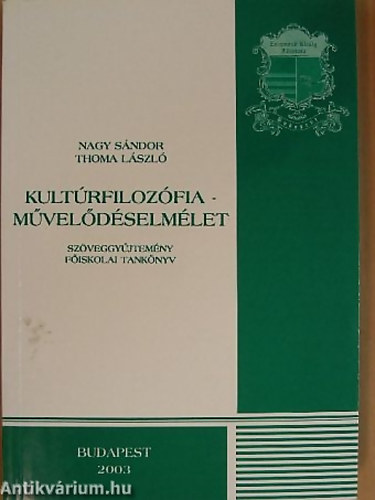 NAGY SÁNDOR
THOMA LÁSZLÓ
KULTÚRFILOZÓFIA -
MŰVELŐDÉSELMÉLET
SZÖVEGGYŰJTEMÉNY
FŐISKOLAI TANKÖNYV
BUDAPEST
2003
Antikvárium.hu